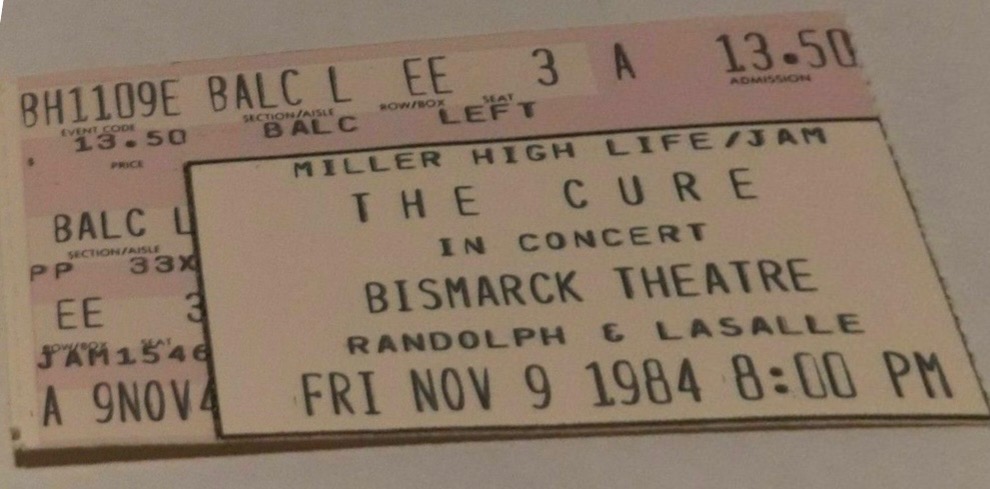 BH1109E BALC L EE 3 A 13.50
EVENT CODE SECTION/AISLE ROW/BOX SEAT ADMISSION
$ 13.50 BALC LEFT
PRICE
MILLER HIGH LIFE/JAM
THE CURE
IN CONCERT
BISMARCK THEATRE
RANDOLPH & LASALLE
FRI NOV 9 1984 8:00 PM
BALC L
SECTION/AISLE
PP 33X
EE 3
ROW/BOX SEAT
JAM1546
A 9NOV4